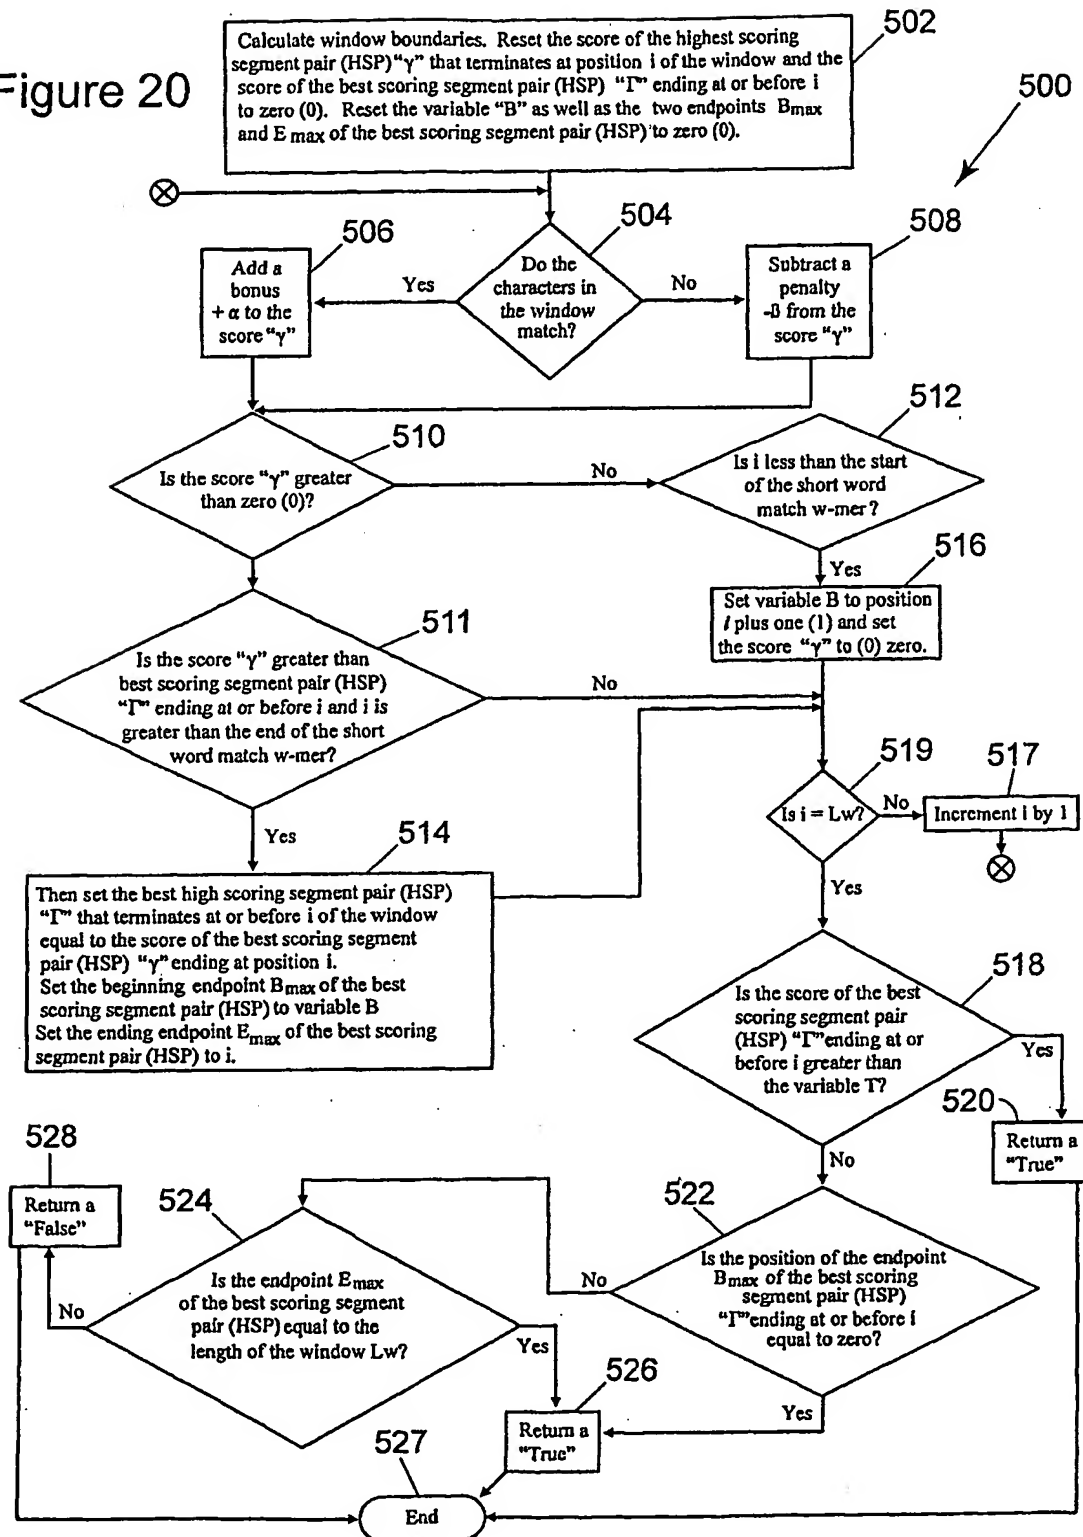 Figure 20
502
Calculate window boundaries. Reset the score of the highest scoring
segment pair (HSP) "γ" that terminates at position i of the window and the
score of the best scoring segment pair (HSP) "Γ" ending at or before i
to zero (0). Reset the variable "B" as well as the two endpoints Bmax
and E max of the best scoring segment pair (HSP) to zero (0).
500
504
Do the
characters in
the window
match?
506
Add a
bonus
+ α to the
score "γ"
Yes
No
508
Subtract a
penalty
-β from the
score "γ"
510
Is the score "γ" greater
than zero (0)?
No
512
Is i less than the start
of the short word
match w-mer?
Yes
516
Set variable B to position
i plus one (1) and set
the score "γ" to (0) zero.
511
Is the score "γ" greater than
best scoring segment pair (HSP)
"Γ" ending at or before i and i is
greater than the end of the short
word match w-mer?
No
Yes
519
Is i = Lw?
No
517
Increment i by 1
Yes
514
Then set the best high scoring segment pair (HSP)
"Γ" that terminates at or before i of the window
equal to the score of the best scoring segment
pair (HSP) "γ" ending at position i.
Set the beginning endpoint Bmax of the best
scoring segment pair (HSP) to variable B
Set the ending endpoint Emax of the best scoring
segment pair (HSP) to i.
518
Is the score of the best
scoring segment pair
(HSP) "Γ" ending at or
before i greater than
the variable T?
Yes
520
Return a
"True"
No
522
Is the position of the endpoint
Bmax of the best scoring
segment pair (HSP)
"Γ" ending at or before i
equal to zero?
No
Yes
524
Is the endpoint Emax
of the best scoring segment
pair (HSP) equal to the
length of the window Lw?
No
528
Return a
"False"
Yes
526
Return a
"True"
527
End